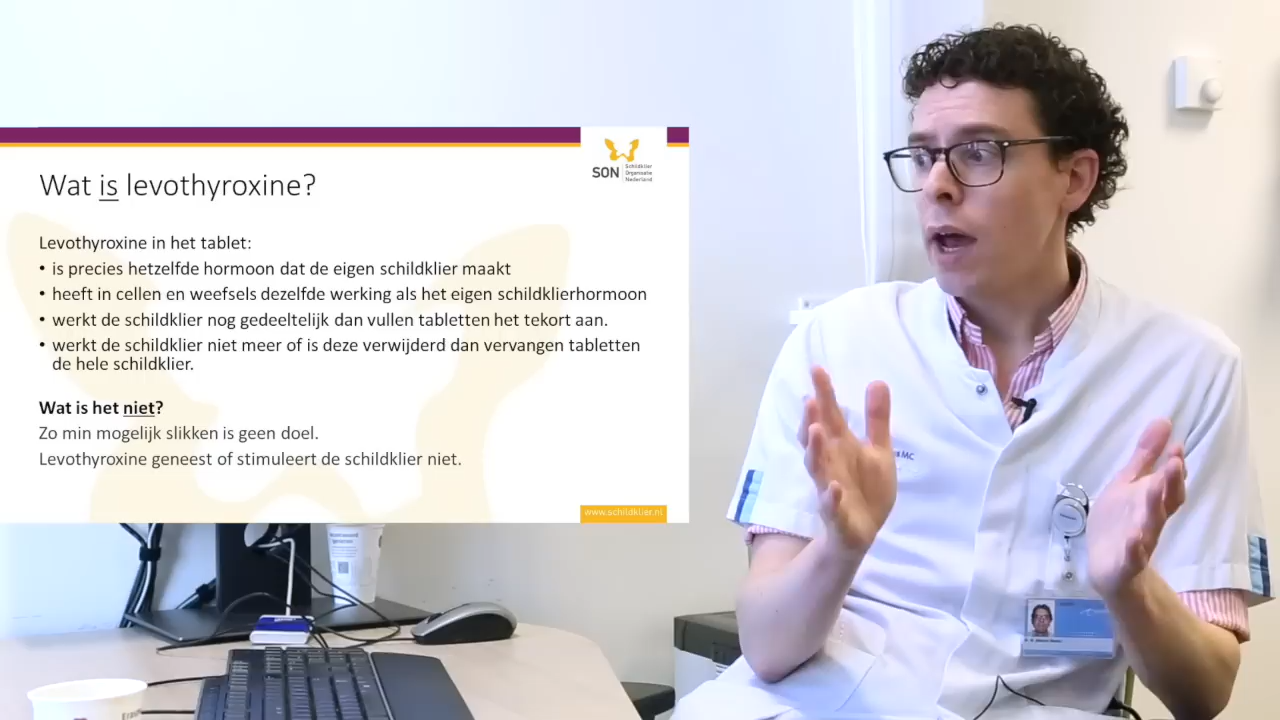 SON
Schildklier
Organisatie
Nederland
Wat is levothyroxine?
Levothyroxine in het tablet:
• is precies hetzelfde hormoon dat de eigen schildklier maakt
• heeft in cellen en weefsels dezelfde werking als het eigen schildklierhormoon
• werkt de schildklier nog gedeeltelijk dan vullen tabletten het tekort aan.
• werkt de schildklier niet meer of is deze verwijderd dan vervangen tabletten
de hele schildklier.
Wat is het niet?
Zo min mogelijk slikken is geen doel.
Levothyroxine geneest of stimuleert de schildklier niet.
www.schildklier.nl
MC